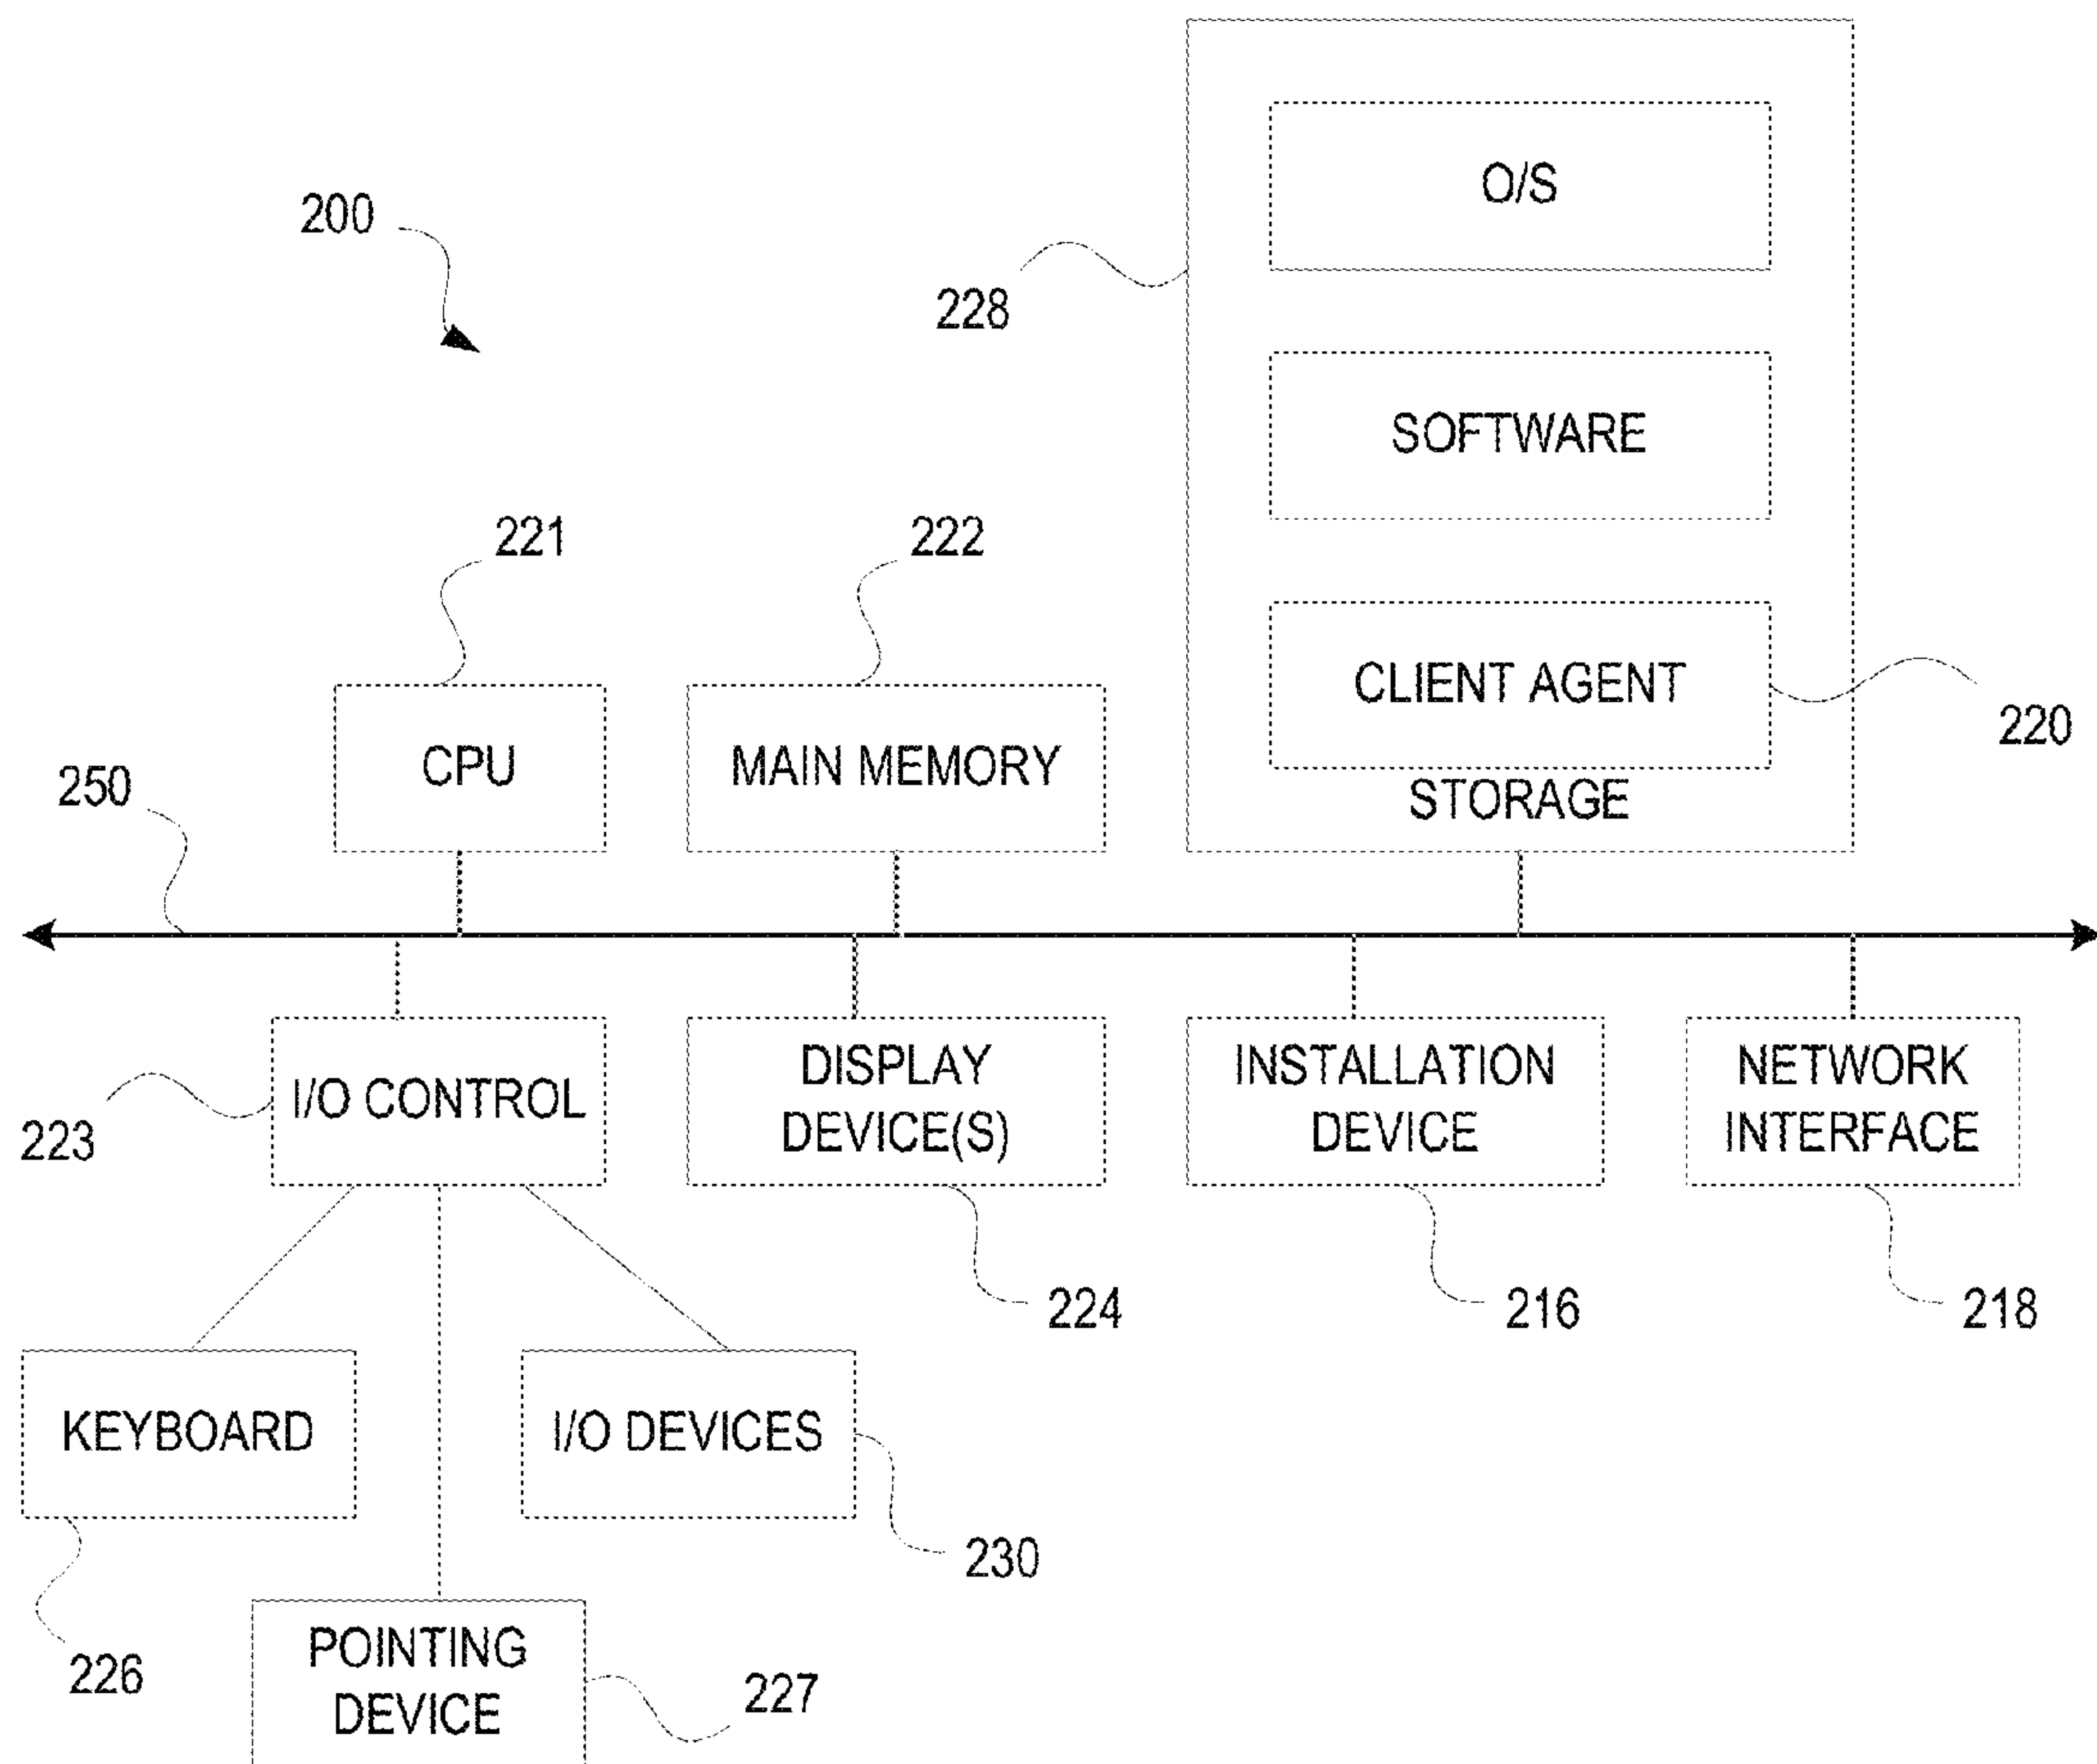 O/S
200
228
SOFTWARE
221
222
CLIENT AGENT
220
CPU
MAIN MEMORY
250
STORAGE
I/O CONTROL
223
DISPLAY
DEVICE(S)
INSTALLATION
DEVICE
NETWORK
INTERFACE
224
216
218
KEYBOARD
I/O DEVICES
230
226
POINTING
DEVICE
227